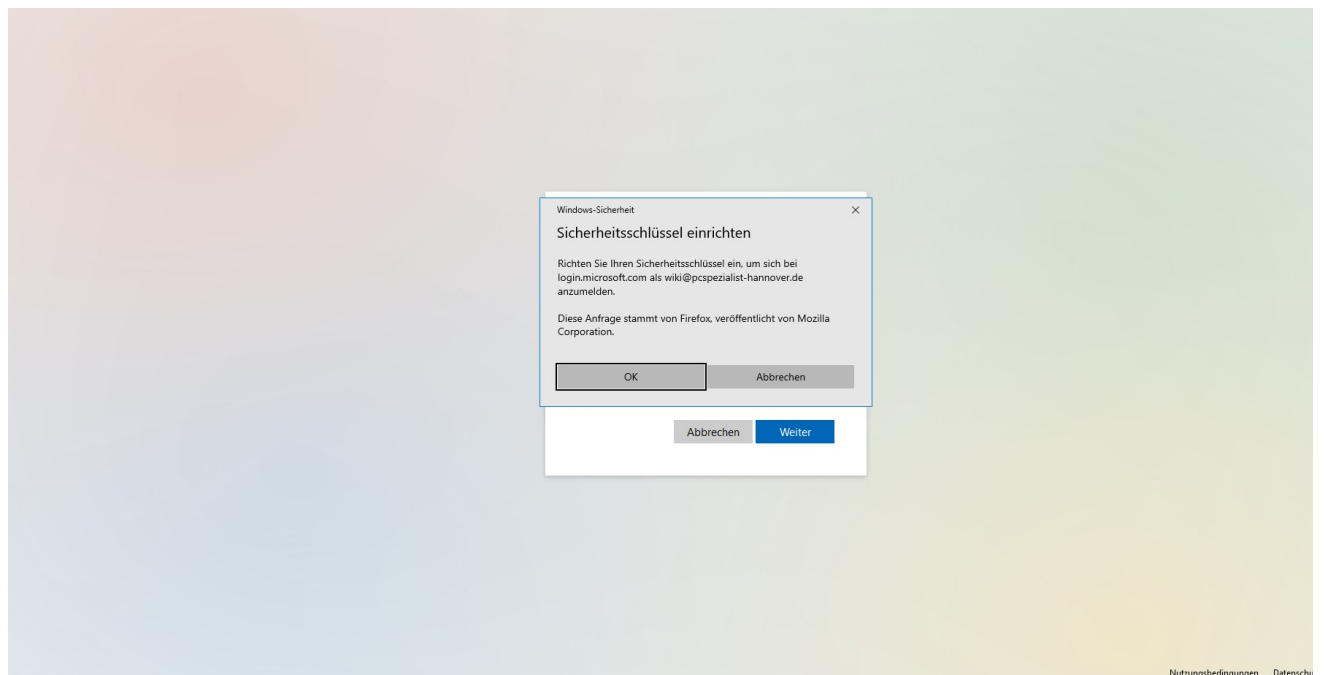 Windows-Sicherheit
Sicherheitsschlüssel einrichten
Richten Sie Ihren Sicherheitsschlüssel ein, um sich bei
login.microsoft.com als wiki@pcspezialist-hannover.de
anzumelden.
Diese Anfrage stammt von Firefox, veröffentlicht von Mozilla
Corporation.
OK Abbrechen
Abbrechen Weiter
Nutzungsbedingungen